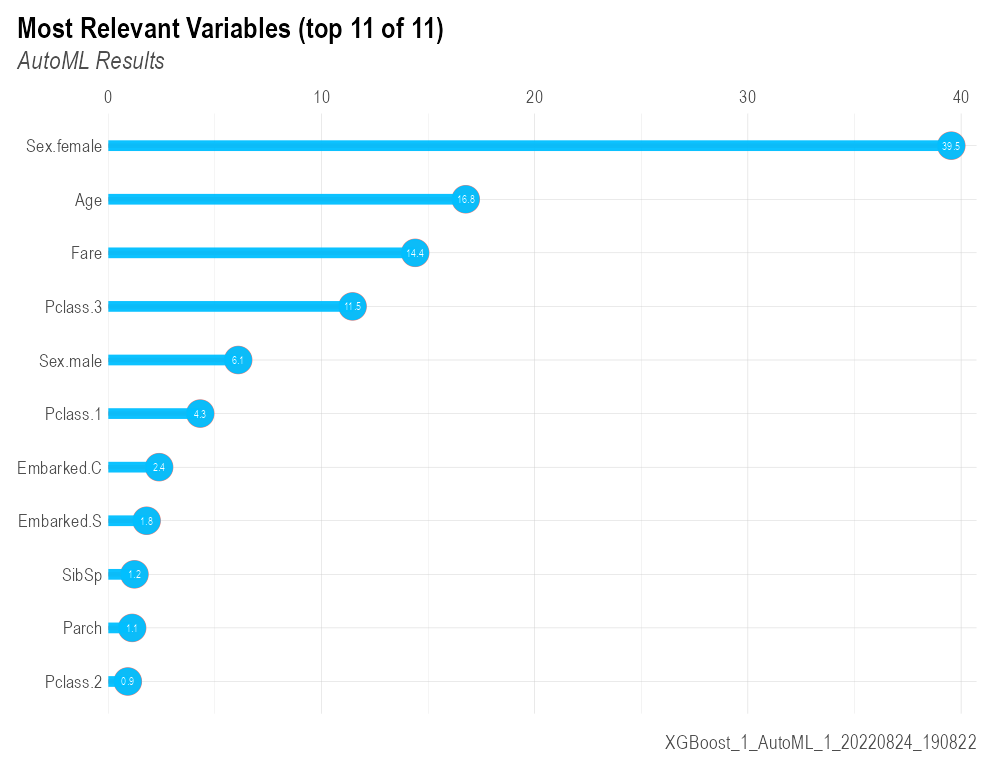 Most Relevant Variables (top 11 of 11)
AutoML Results
0 10 20 30 40
Sex.female 39.5
Age 16.8
Fare 14.4
Pclass.3 11.5
Sex.male 6.1
Pclass.1 4.3
Embarked.C 2.4
Embarked.S 1.8
SibSp 1.2
Parch 1.1
Pclass.2 0.9
XGBoost_1_AutoML_1_20220824_190822